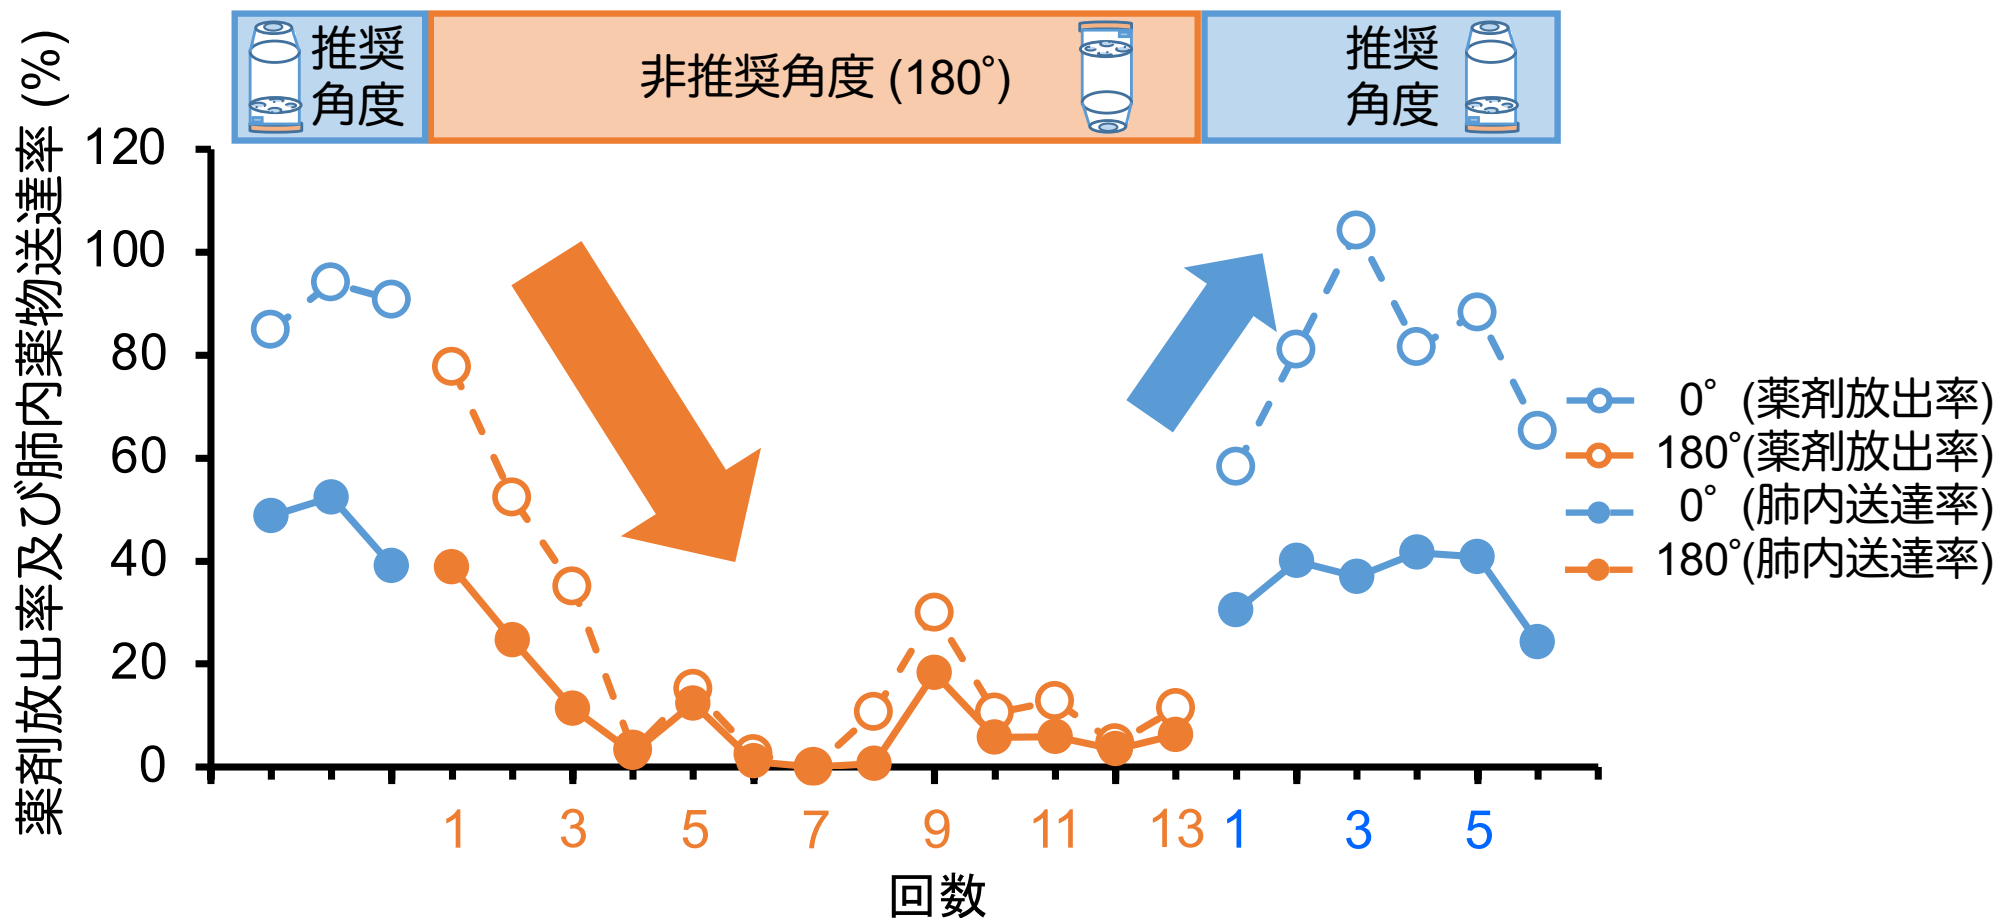 推奨
角度
非推奨角度 (180°)
推奨
角度
薬剤放出率及び肺内薬物送達率 (%)
120
100
80
60
40
20
0
1 3 5 7 9 11 13 1 3 5
回数
0° (薬剤放出率)
180°(薬剤放出率)
0° (肺内送達率)
180°(肺内送達率)